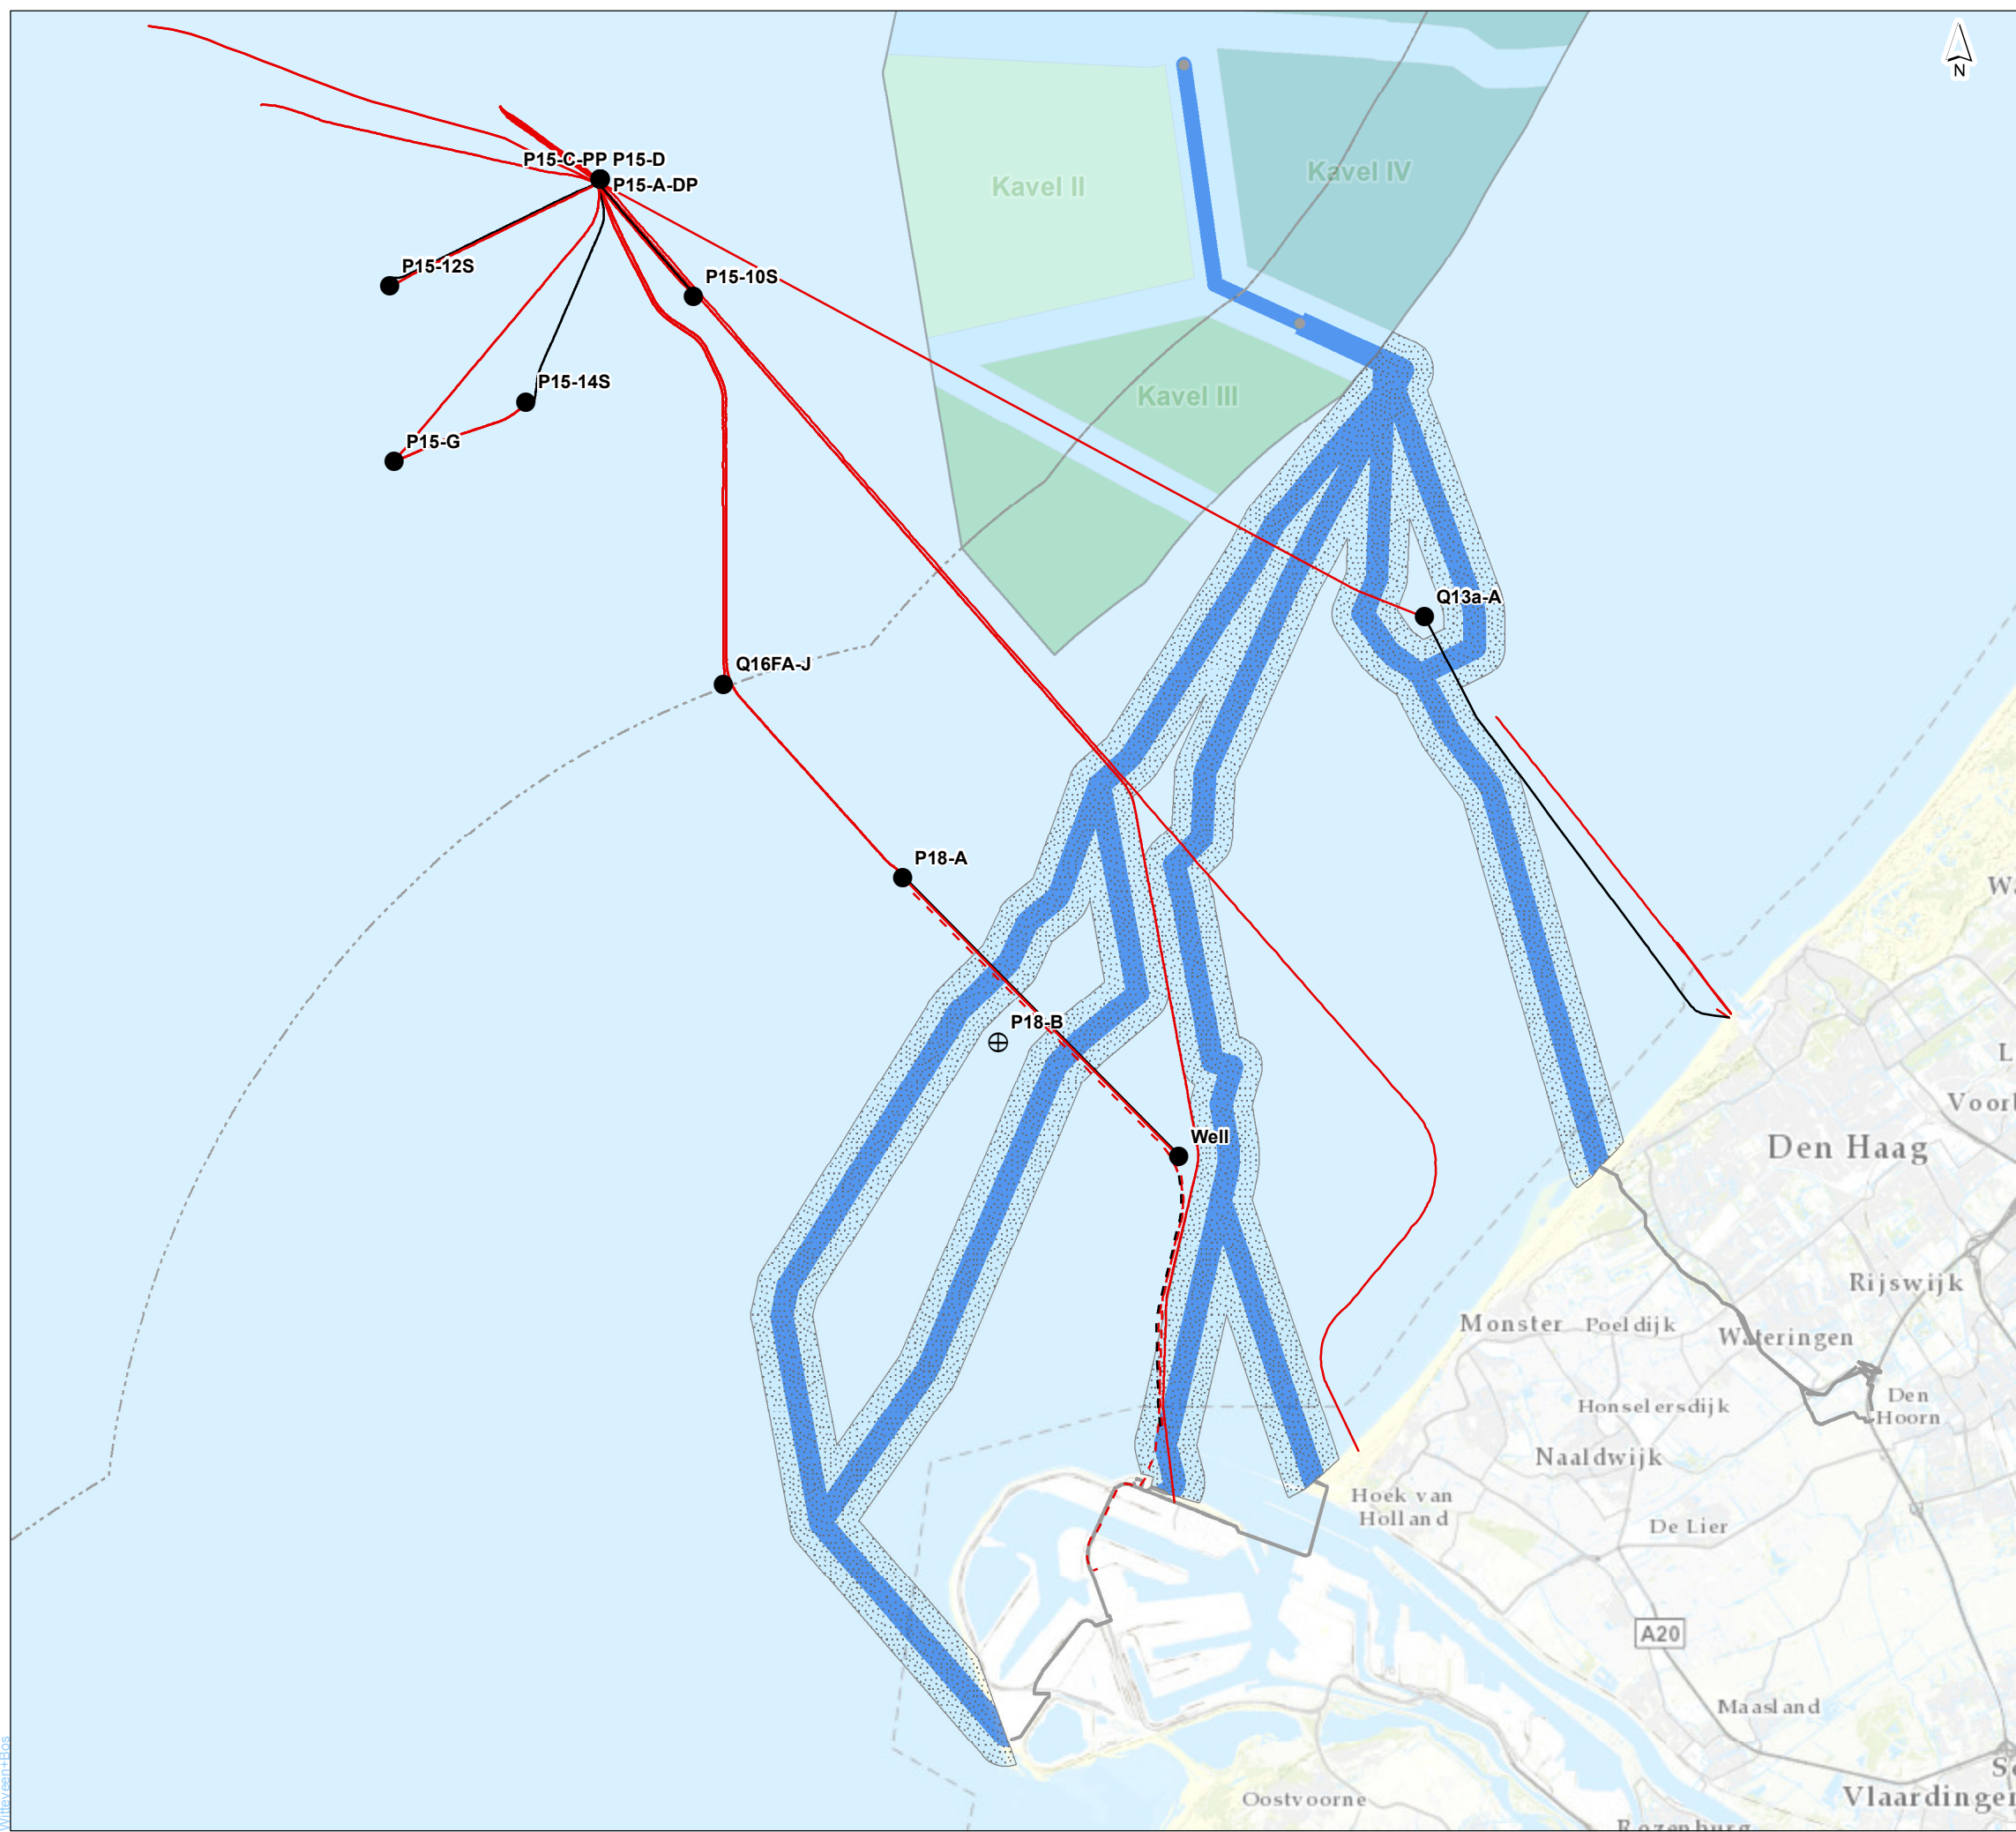 N
P15-C-PP P15-D
P15-A-DP
Kavel II
Kavel IV
P15-12S
P15-10S
P15-14S
Kavel III
P15-G
Q13a-A
Q16FA-J
P18-A
P18-B
Well
Den Haag
Rijswijk
Monster
Poeldijk
Wateringen
Den
Hoorn
Honselersdijk
Naaldwijk
Hoek van
Holland
De Lier
A20
Maasland
Vlaardinge
Oostvoorne
Rozenburg
Witteveen+Bos